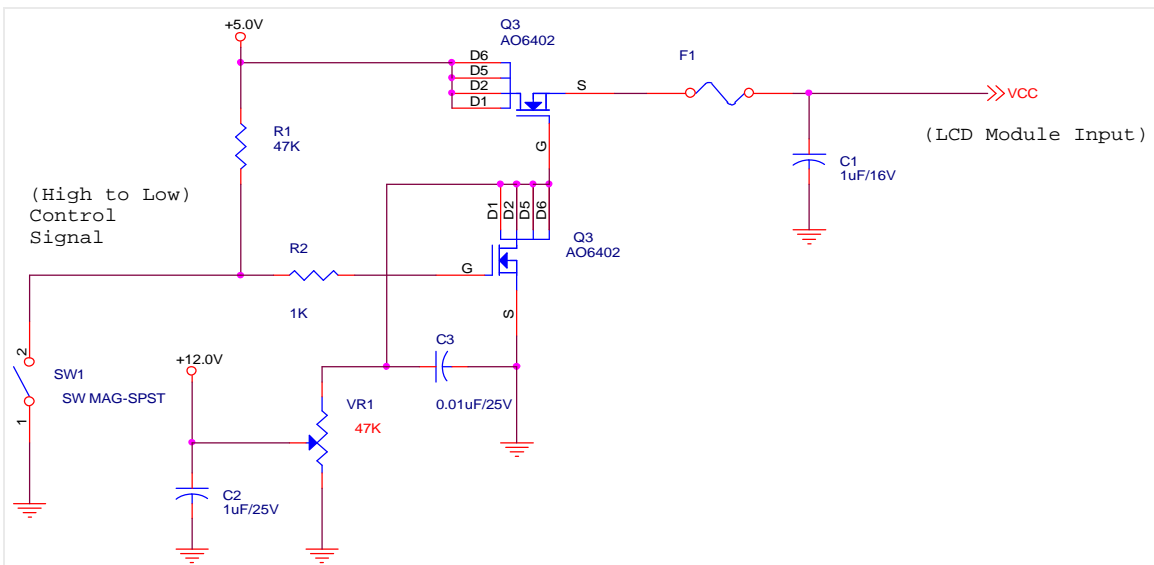 +5.0V
Q3
AO6402
D6
D5
D2
D1
S
G
F1
VCC
(LCD Module Input)
R1
47K
C1
1uF/16V
(High to Low)
Control
Signal
D1
D2
D5
D6
Q3
AO6402
R2
G
1K
S
C3
0.01uF/25V
+12.0V
2
SW1
SW MAG-SPST
1
VR1
47K
C2
1uF/25V